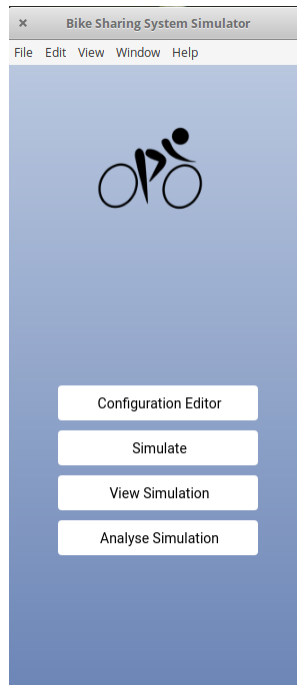 Bike Sharing System Simulator
File Edit View Window Help
Configuration Editor
Simulate
View Simulation
Analyse Simulation